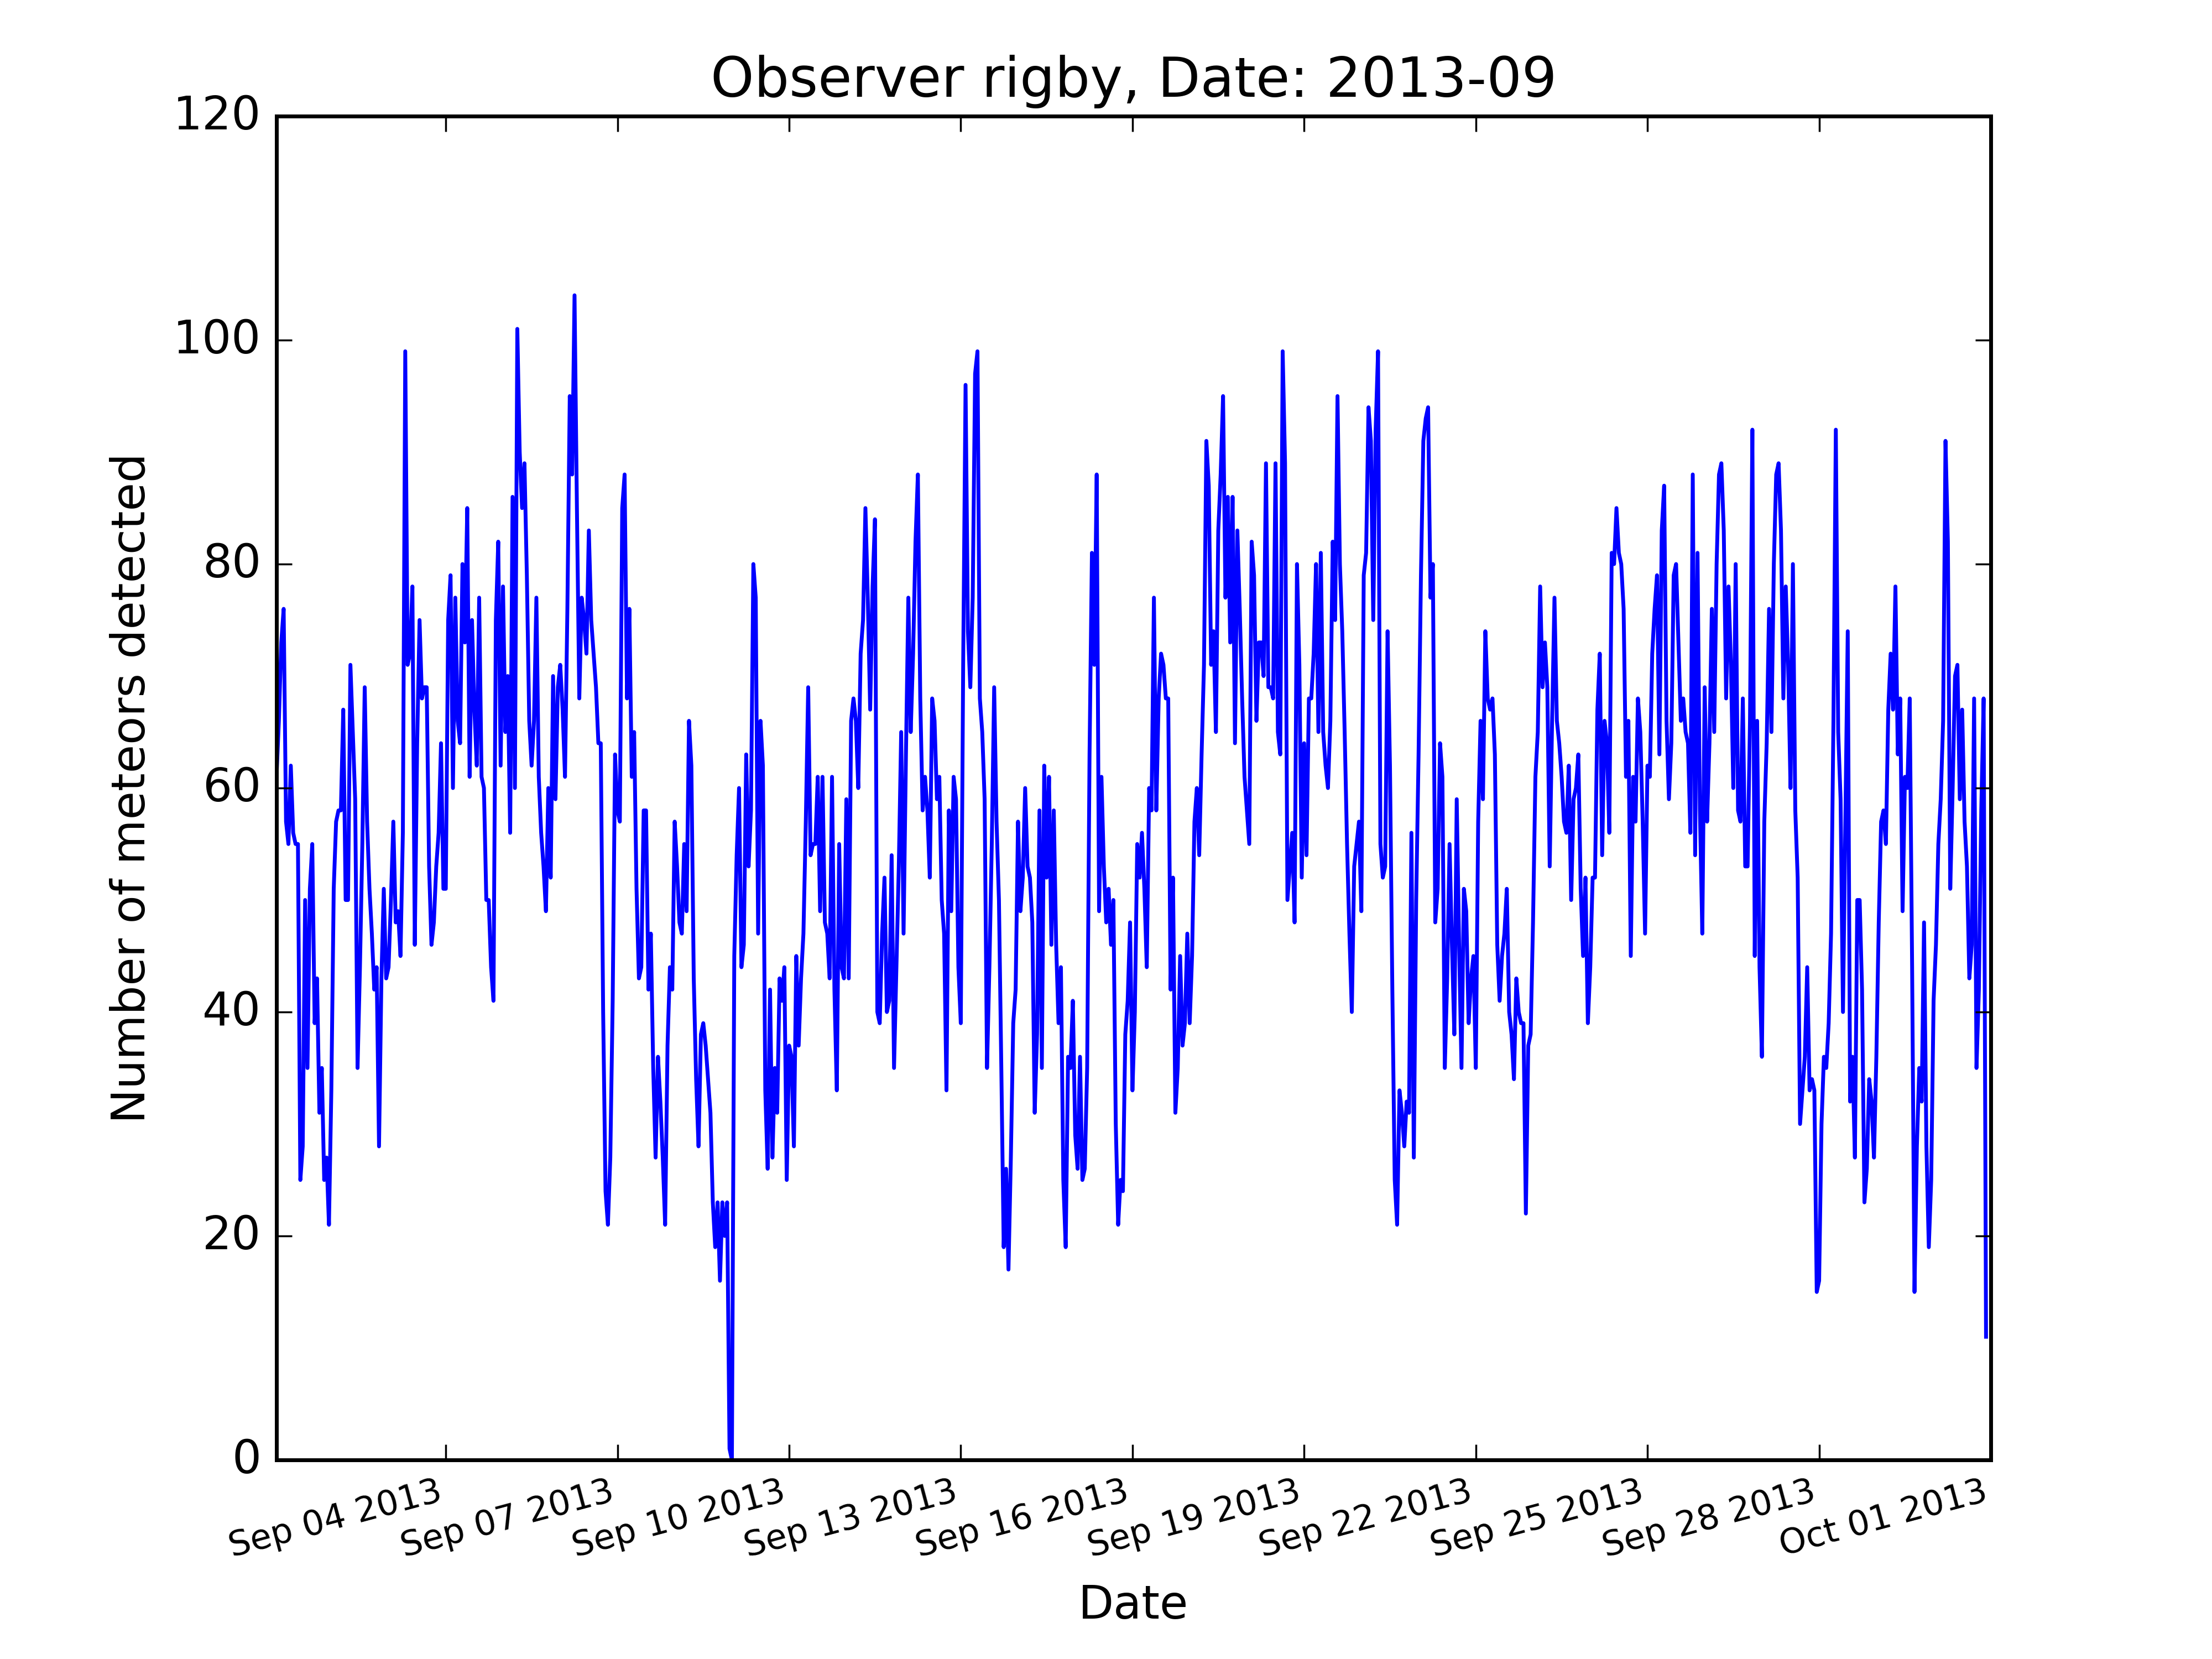 Observer rigby, Date: 2013-09
120
100
80
60
40
20
0
Number of meteors detected
Sep 04 2013
Sep 07 2013
Sep 10 2013
Sep 13 2013
Sep 16 2013
Sep 19 2013
Sep 22 2013
Sep 25 2013
Sep 28 2013
Oct 01 2013
Date